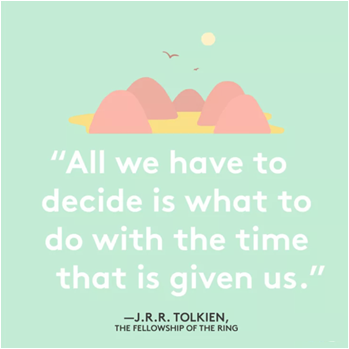 “All we have to
decide is what to
do with the time
that is given us.”
—J.R.R. TOLKIEN,
THE FELLOWSHIP OF THE RING